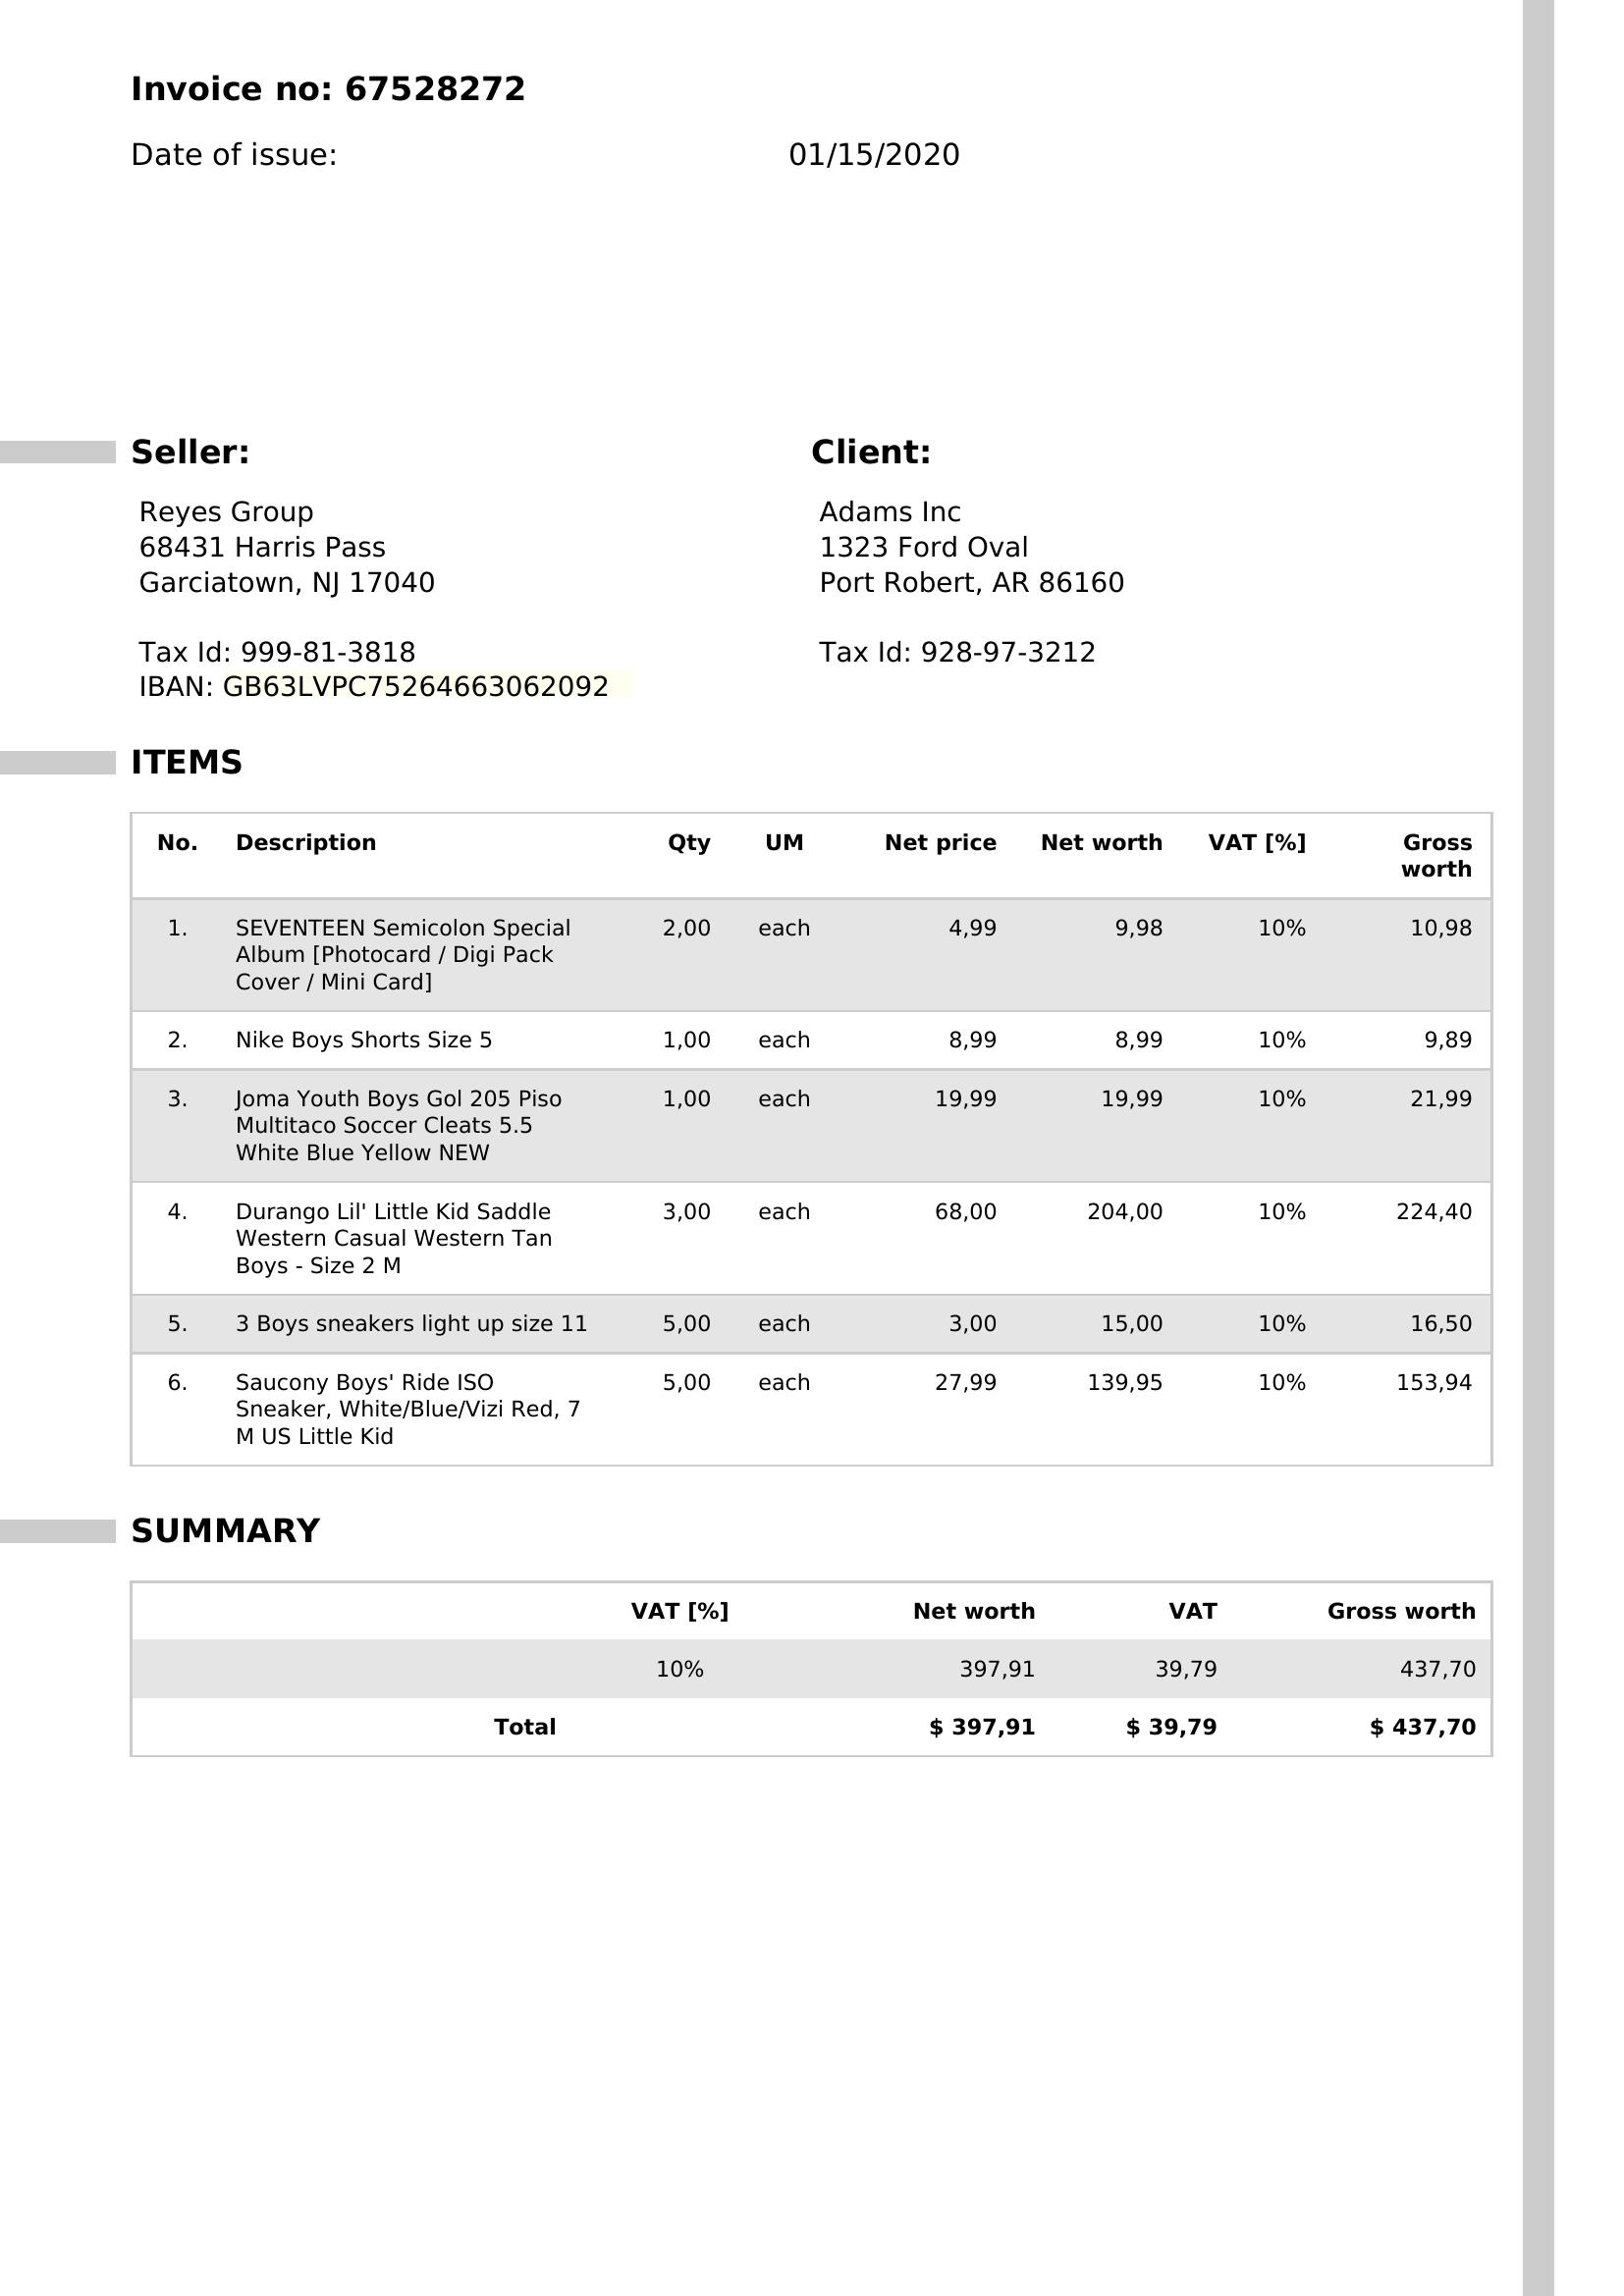 Invoice no: 67528272
Date of issue: 01/15/2020
Seller:
Reyes Group
68431 Harris Pass
Garciatown, NJ 17040
Tax Id: 999-81-3818
IBAN: GB63LVPC75264663062092
Client:
Adams Inc
1323 Ford Oval
Port Robert, AR 86160
Tax Id: 928-97-3212
ITEMS
No. Description Qty UM Net price Net worth VAT [%] Gross
worth
1. SEVENTEEN Semicolon Special 2,00 each 4,99 9,98 10% 10,98
Album [Photocard / Digi Pack
Cover / Mini Card]
2. Nike Boys Shorts Size 5 1,00 each 8,99 8,99 10% 9,89
3. Joma Youth Boys Gol 205 Piso 1,00 each 19,99 19,99 10% 21,99
Multitaco Soccer Cleats 5.5
White Blue Yellow NEW
4. Durango Lil' Little Kid Saddle 3,00 each 68,00 204,00 10% 224,40
Western Casual Western Tan
Boys - Size 2 M
5. 3 Boys sneakers light up size 11 5,00 each 3,00 15,00 10% 16,50
6. Saucony Boys' Ride ISO 5,00 each 27,99 139,95 10% 153,94
Sneaker, White/Blue/Vizi Red, 7
M US Little Kid
SUMMARY
VAT [%] Net worth VAT Gross worth
10% 397,91 39,79 437,70
Total $ 397,91 $ 39,79 $ 437,70